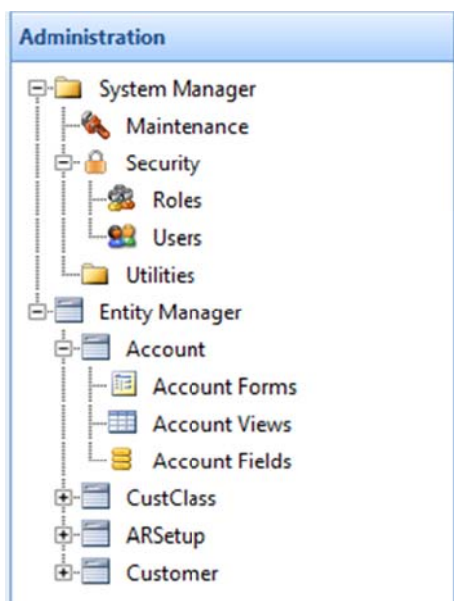 Administration
System Manager
Maintenance
Security
Roles
Users
Utilities
Entity Manager
Account
Account Forms
Account Views
Account Fields
CustClass
ARSetup
Customer